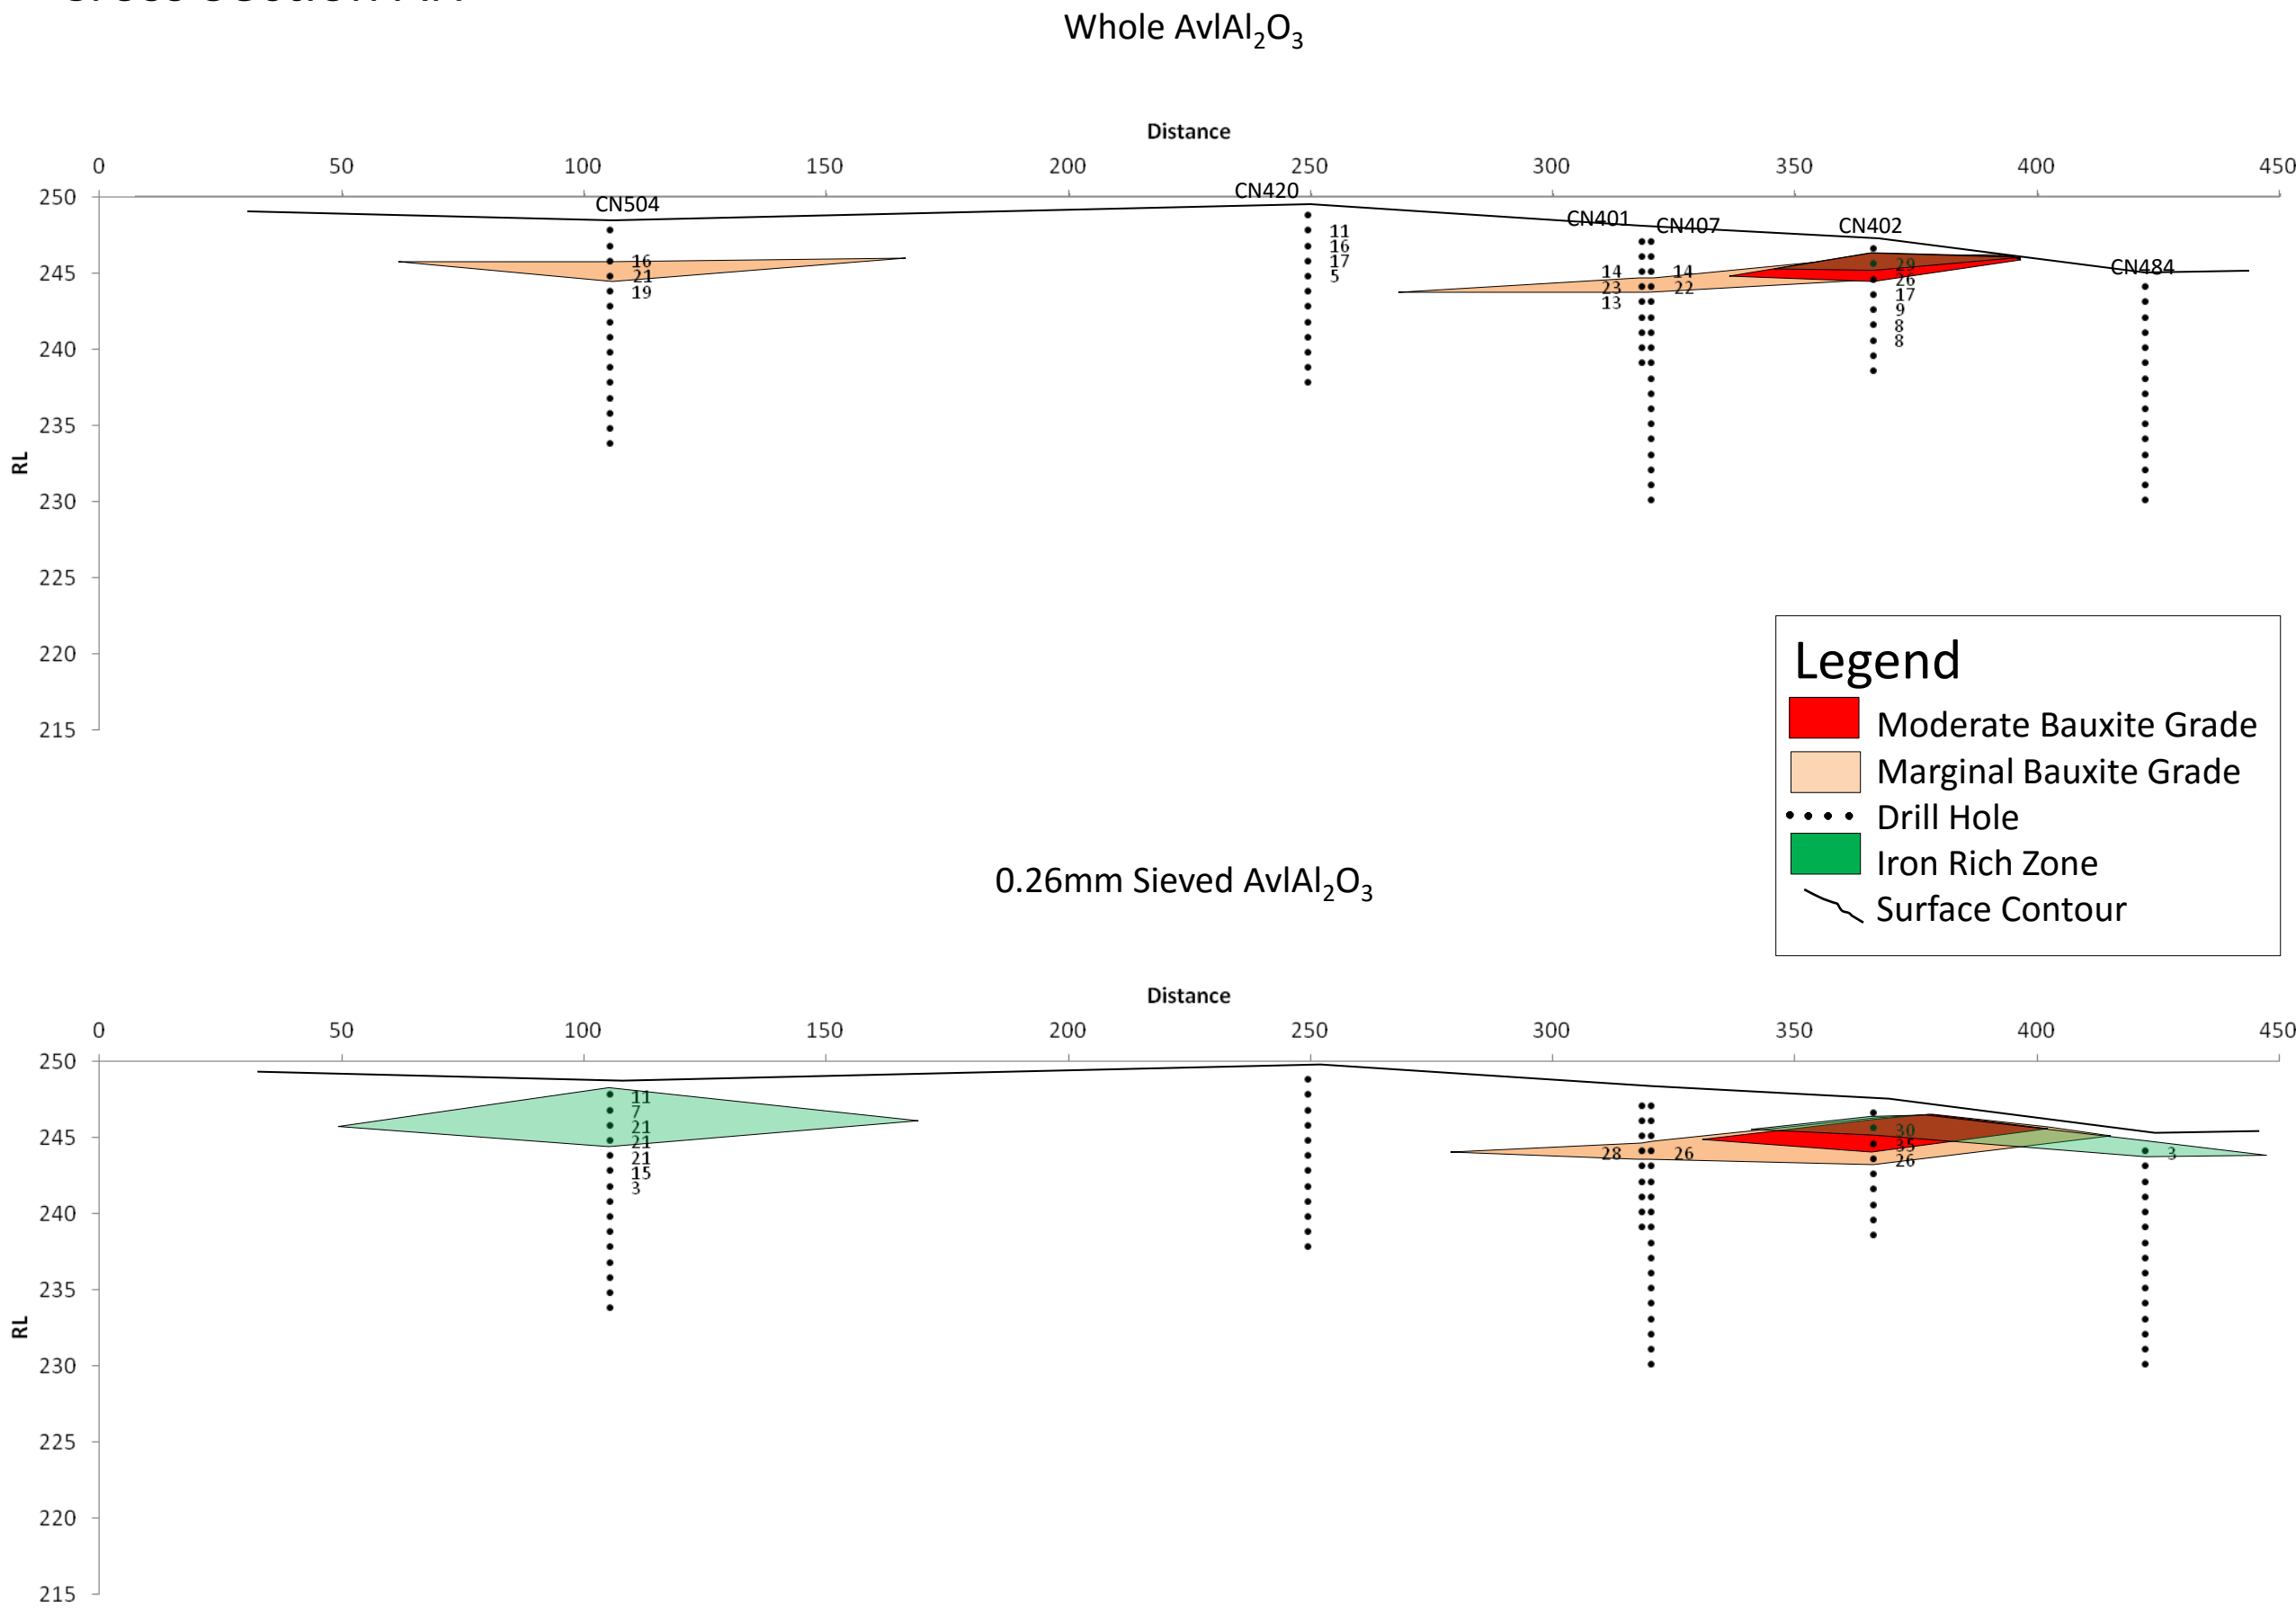 Whole AvlAl₂O₃
Distance
0 50 100 150 200 250 300 350 400 450
250
245
240
235
230
225
220
215
RL
CN504
CN420
CN401
CN407
CN402
CN484
16
21
19
11
16
17
5
14
23
13
14
22
29
26
17
9
8
8
Legend
Moderate Bauxite Grade
Marginal Bauxite Grade
Drill Hole
Iron Rich Zone
Surface Contour
0.26mm Sieved AvlAl₂O₃
Distance
0 50 100 150 200 250 300 350 400 450
250
245
240
235
230
225
220
215
RL
11
7
21
21
21
15
3
28
26
30
35
26
3